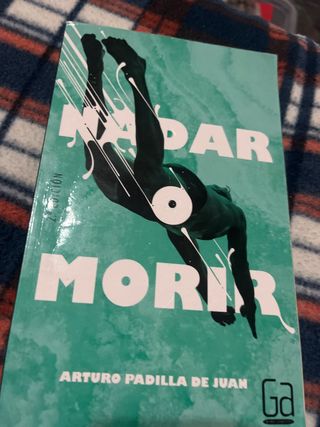 NADAR
O
MORIR
ARTURO PADILLA DE JUAN
Ga